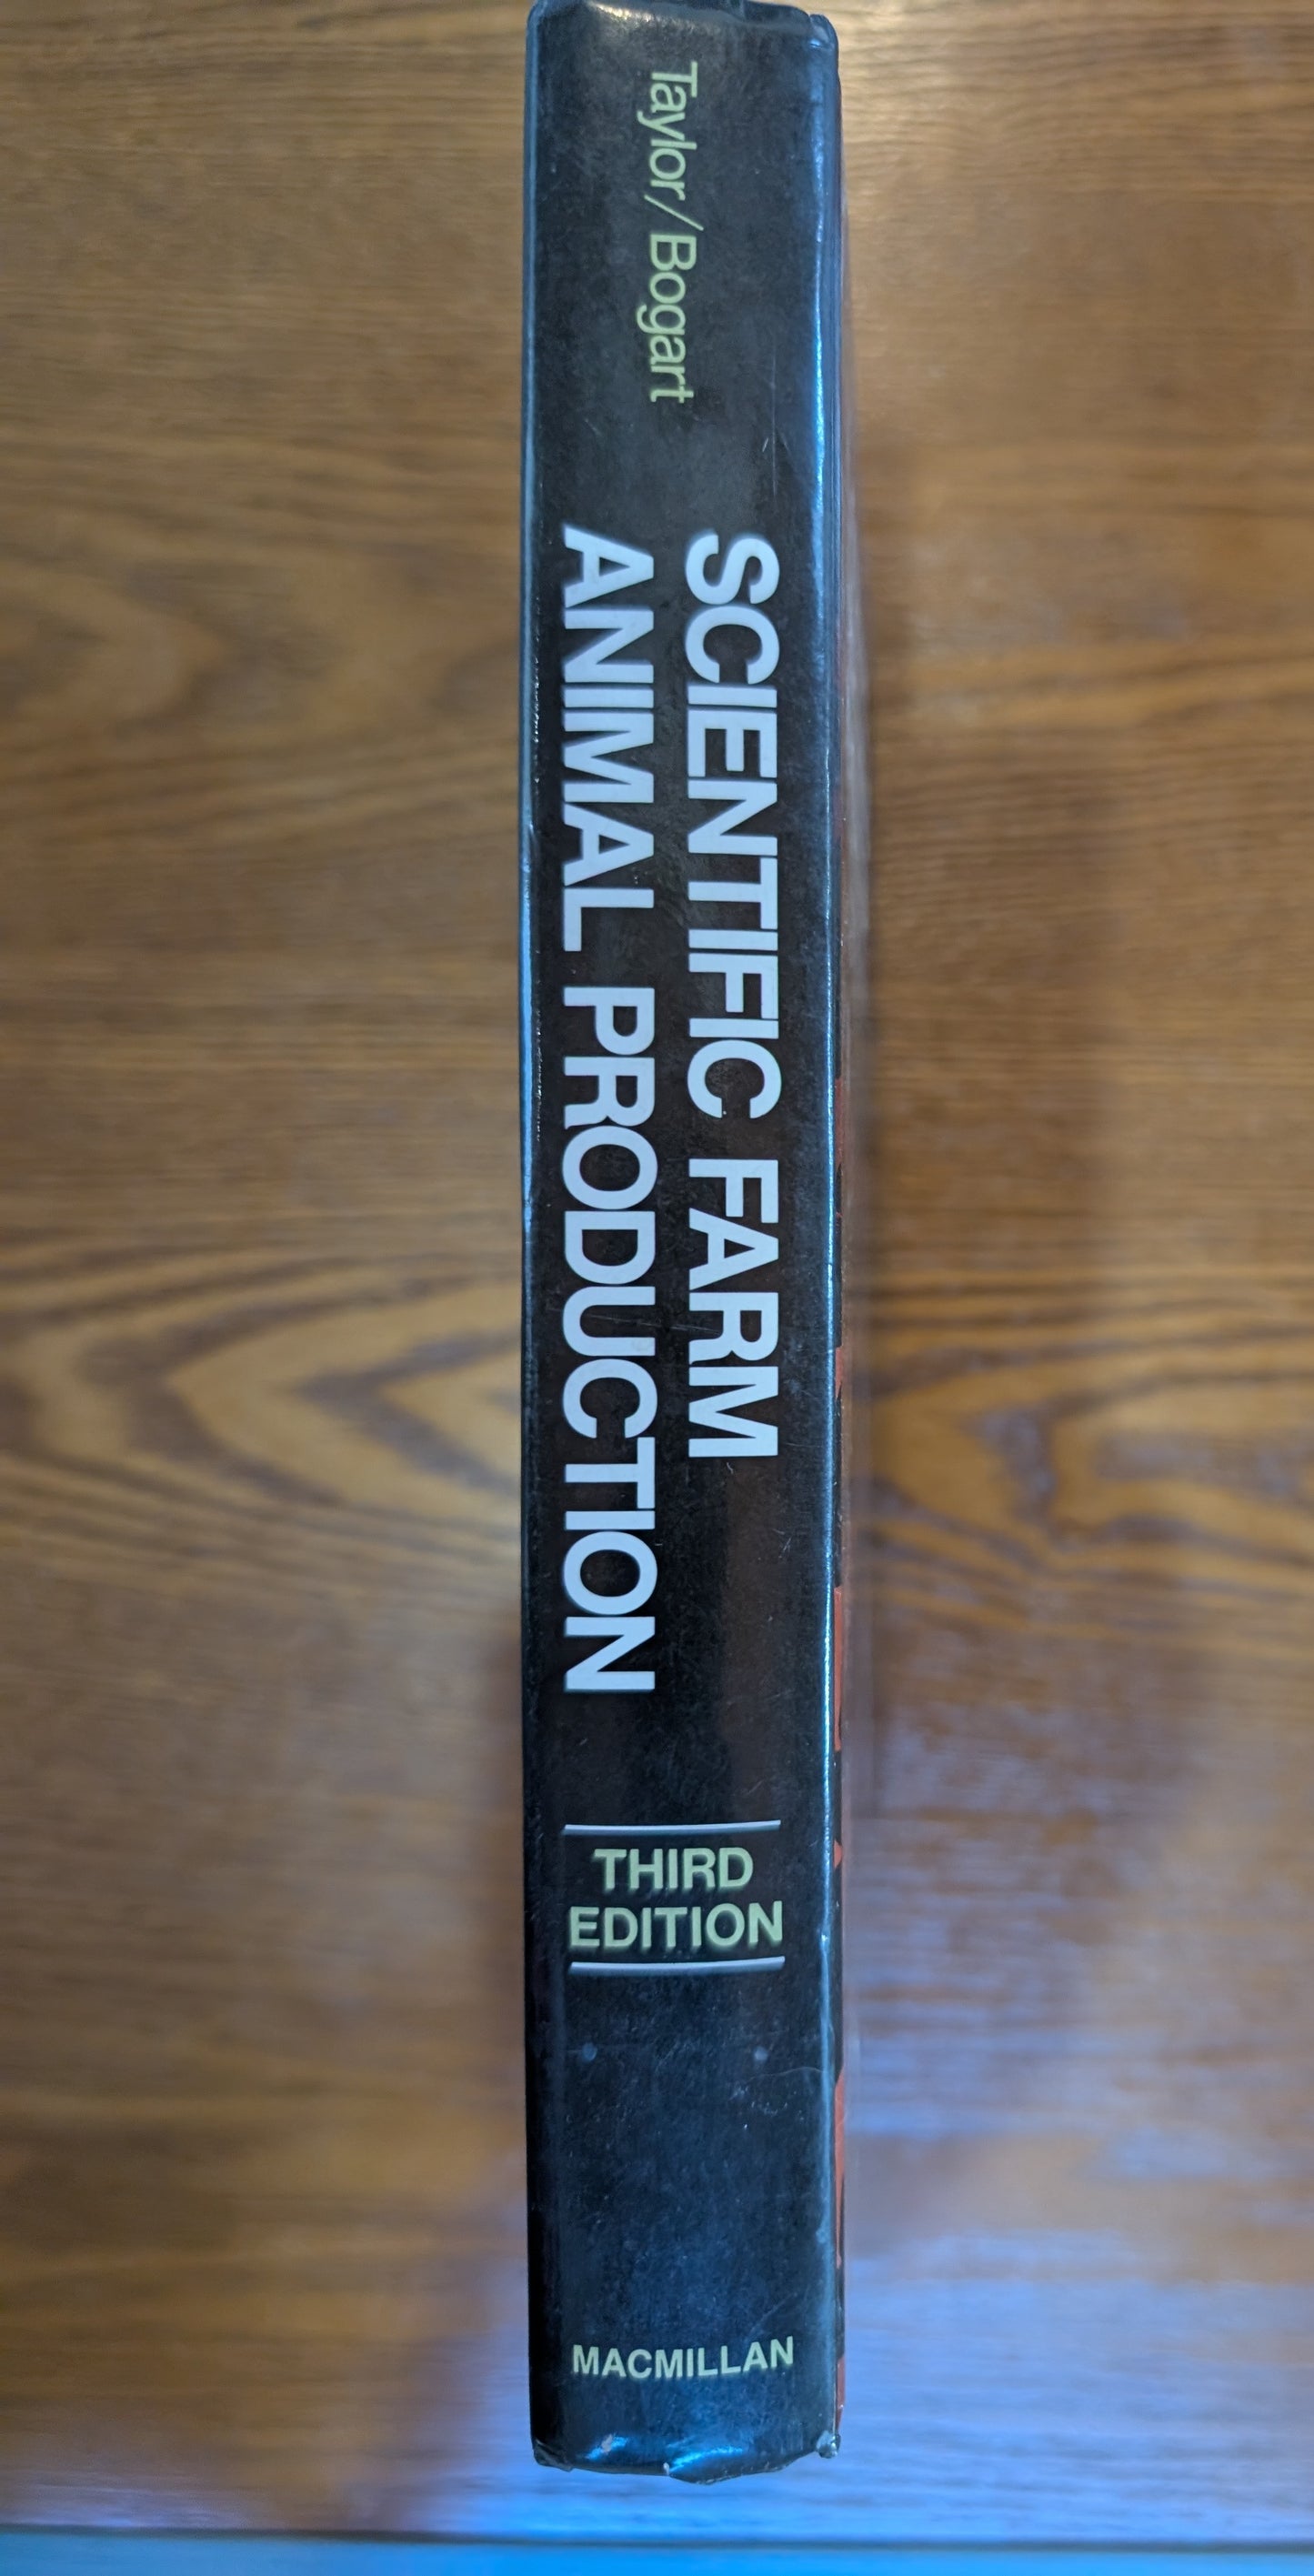 Taylor/Bogart
SCIENTIFIC FARM
ANIMAL PRODUCTION
THIRD
EDITION
MACMILLAN